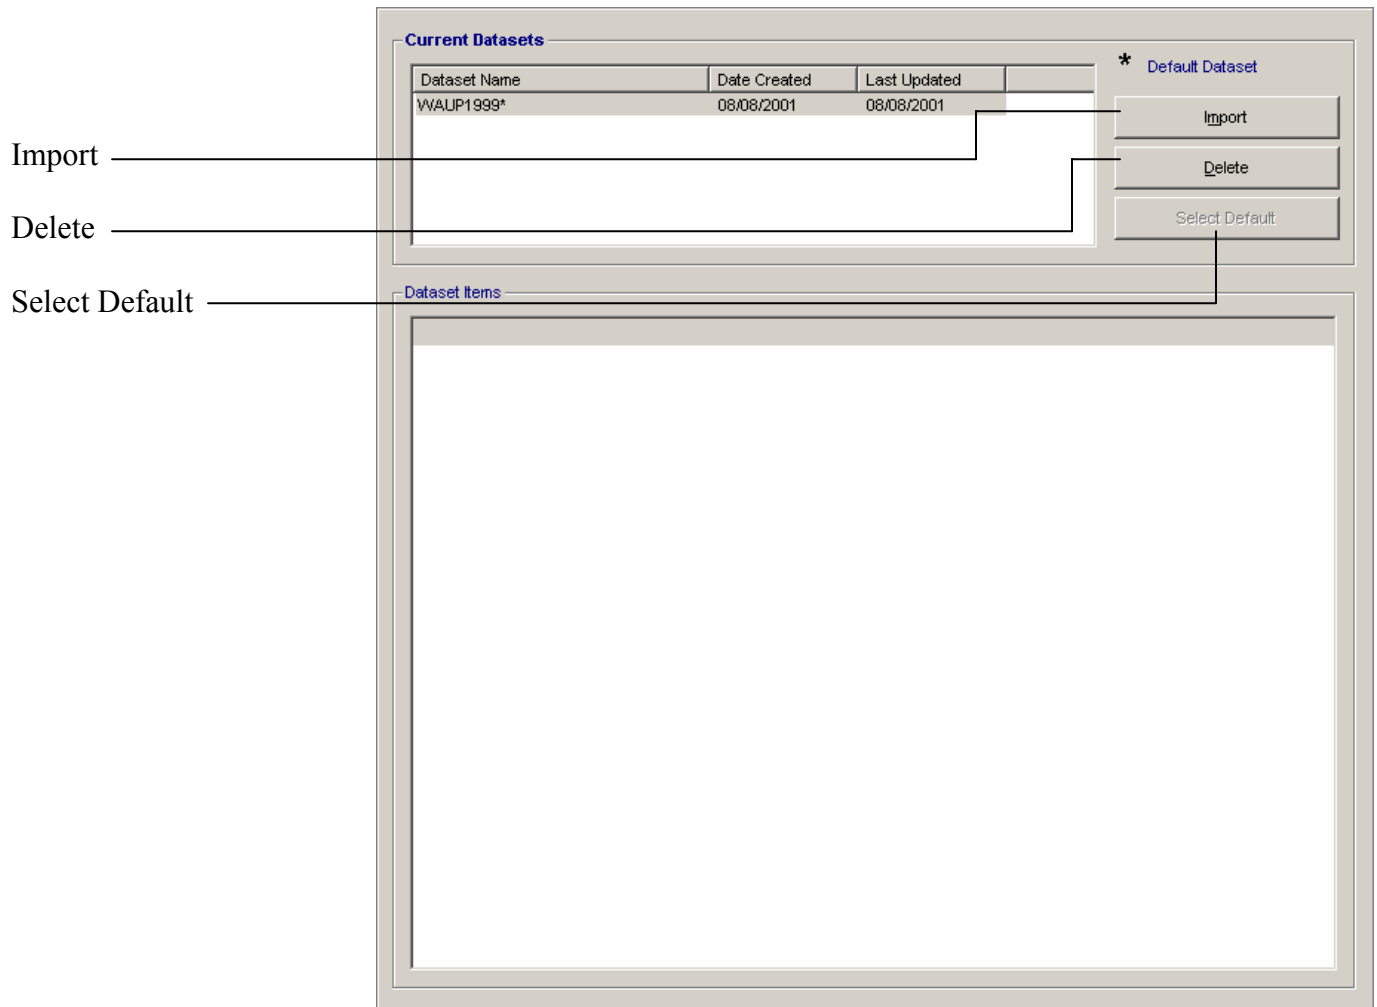 Current Datasets
* Default Dataset
Dataset Name Date Created Last Updated
WAUP1999* 08/08/2001 08/08/2001
Import
Import
Delete
Delete
Select Default
Select Default
Dataset Items